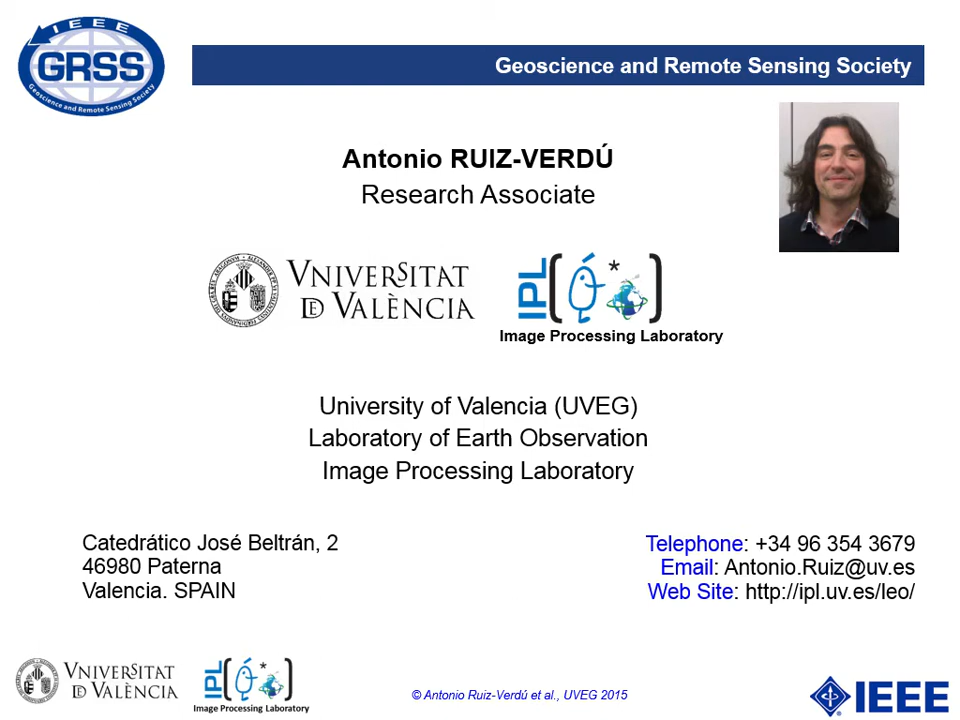 IEEE
GRSS
Geoscience and Remote Sensing Society
Geoscience and Remote Sensing Society
Antonio RUIZ-VERDÚ
Research Associate
VNIVERSITAT
DE VALÈNCIA
IPL
Image Processing Laboratory
University of Valencia (UVEG)
Laboratory of Earth Observation
Image Processing Laboratory
Catedrático José Beltrán, 2
46980 Paterna
Valencia. SPAIN
Telephone: +34 96 354 3679
Email: Antonio.Ruiz@uv.es
Web Site: http://ipl.uv.es/leo/
VNIVERSITAT
DE VALÈNCIA
IPL
Image Processing Laboratory
© Antonio Ruiz-Verdú et al., UVEG 2015
IEEE